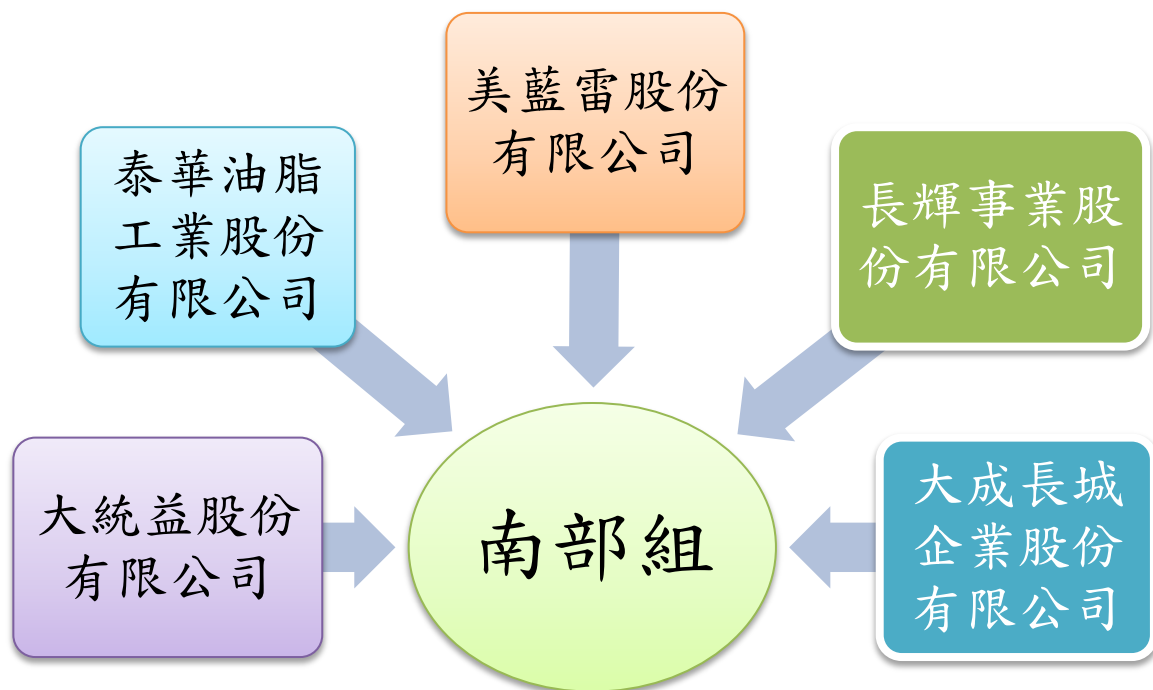 美藍雷股份
有限公司
泰華油脂
工業股份
有限公司
長輝事業股
份有限公司
大統益股份
有限公司
南部組
大成長城
企業股份
有限公司